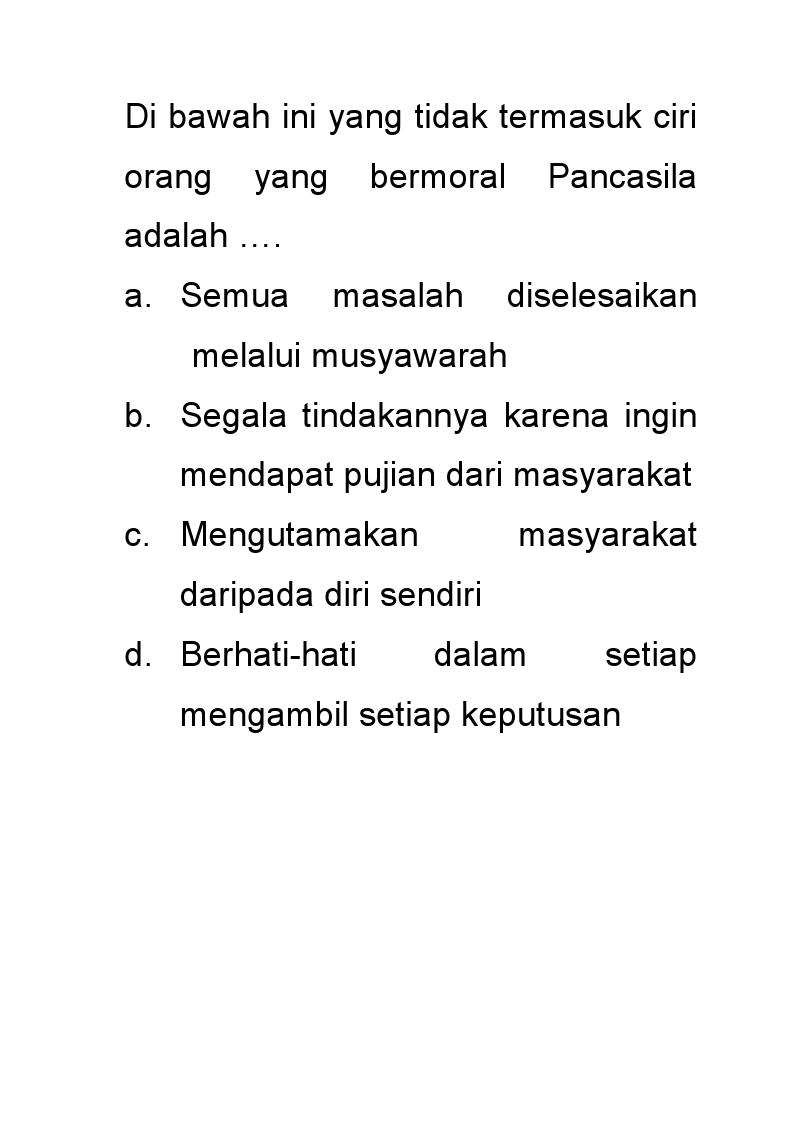 Di bawah ini yang tidak termasuk ciri
orang yang bermoral Pancasila
adalah ….
a. Semua masalah diselesaikan
melalui musyawarah
b. Segala tindakannya karena ingin
mendapat pujian dari masyarakat
c. Mengutamakan masyarakat
daripada diri sendiri
d. Berhati-hati dalam setiap
mengambil setiap keputusan